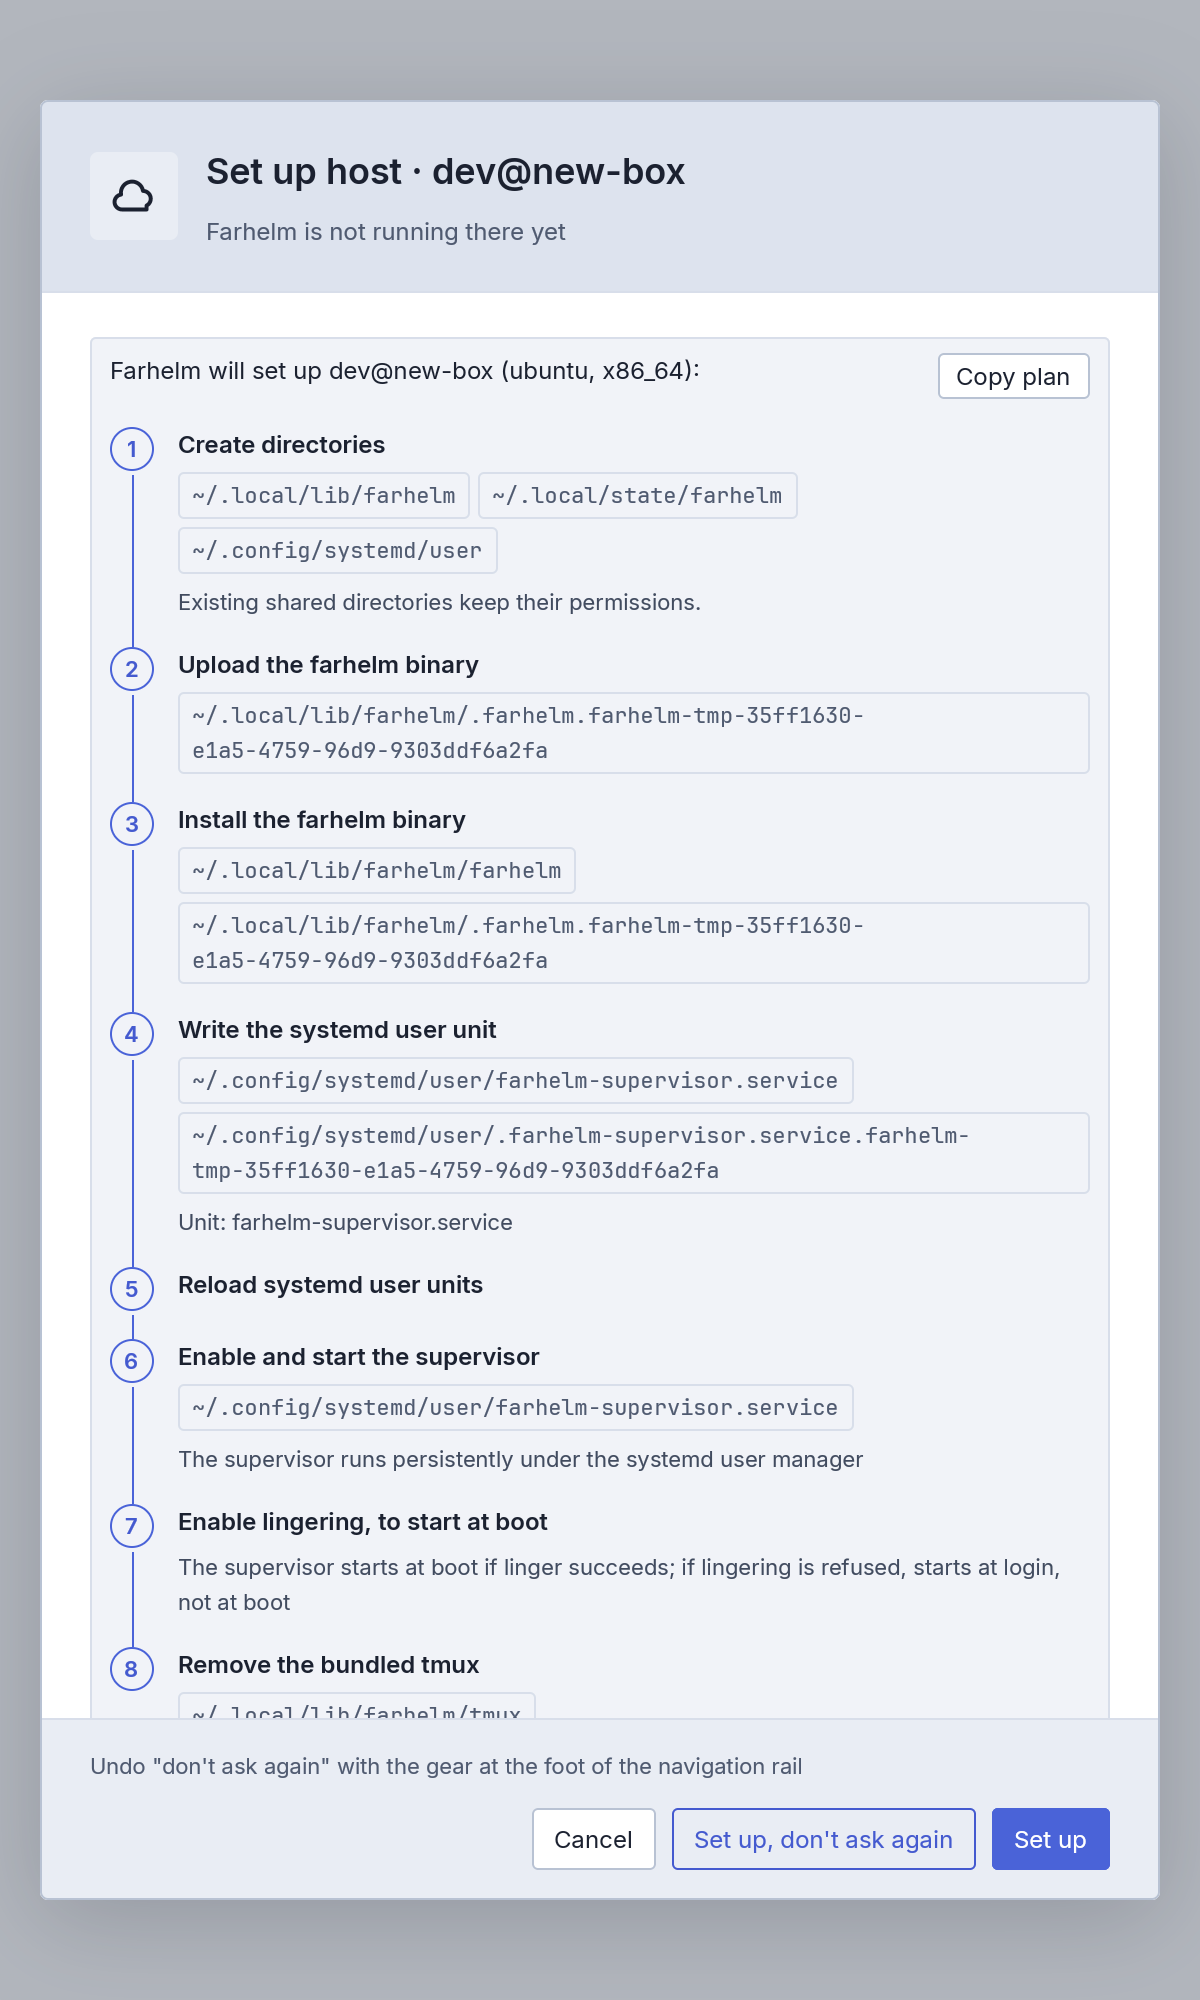 Set up host · dev@new-box
Farhelm is not running there yet
Farhelm will set up dev@new-box (ubuntu, x86_64):
Copy plan
1
Create directories
~/.local/lib/farhelm
~/.local/state/farhelm
~/.config/systemd/user
Existing shared directories keep their permissions.
2
Upload the farhelm binary
~/.local/lib/farhelm/.farhelm.farhelm-tmp-35ff1630-
e1a5-4759-96d9-9303ddf6a2fa
3
Install the farhelm binary
~/.local/lib/farhelm/farhelm
~/.local/lib/farhelm/.farhelm.farhelm-tmp-35ff1630-
e1a5-4759-96d9-9303ddf6a2fa
4
Write the systemd user unit
~/.config/systemd/user/farhelm-supervisor.service
~/.config/systemd/user/.farhelm-supervisor.service.farhelm-
tmp-35ff1630-e1a5-4759-96d9-9303ddf6a2fa
Unit: farhelm-supervisor.service
5
Reload systemd user units
6
Enable and start the supervisor
~/.config/systemd/user/farhelm-supervisor.service
The supervisor runs persistently under the systemd user manager
7
Enable lingering, to start at boot
The supervisor starts at boot if linger succeeds; if lingering is refused, starts at login,
not at boot
8
Remove the bundled tmux
~/.local/lib/farhelm/tmux
Undo "don't ask again" with the gear at the foot of the navigation rail
Cancel
Set up, don't ask again
Set up